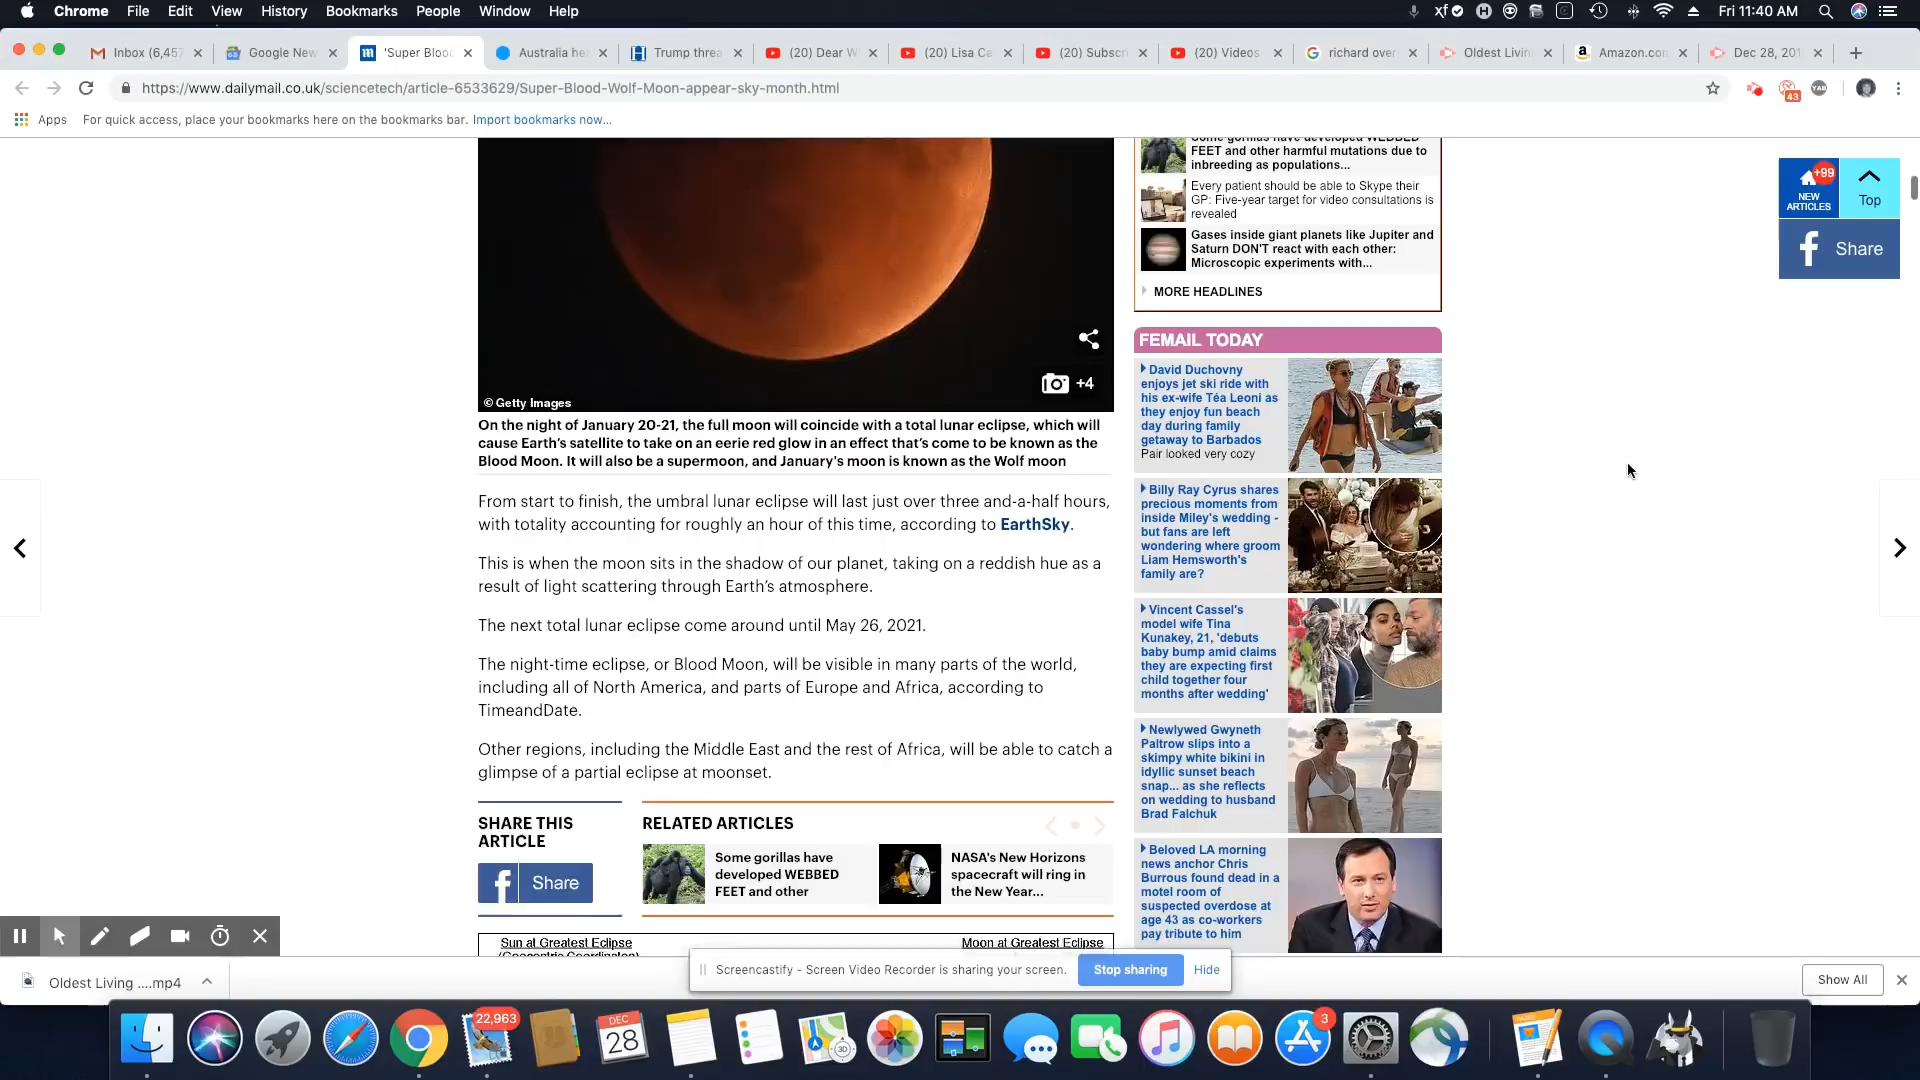 Chrome File Edit View History Bookmarks People Window Help
Fri 11:40 AM
Inbox (6,457
Google New
'Super Bloo
Australia he
Trump threa
(20) Dear W
(20) Lisa Ca
(20) Subscri
(20) Videos
richard over
Oldest Livin
Amazon.com
Dec 28, 201
https://www.dailymail.co.uk/sciencetech/article-6533629/Super-Blood-Wolf-Moon-appear-sky-month.html
43
Apps For quick access, place your bookmarks here on the bookmarks bar. Import bookmarks now...
+4
© Getty Images
On the night of January 20-21, the full moon will coincide with a total lunar eclipse, which will
cause Earth's satellite to take on an eerie red glow in an effect that's come to be known as the
Blood Moon. It will also be a supermoon, and January's moon is known as the Wolf moon
From start to finish, the umbral lunar eclipse will last just over three and-a-half hours,
with totality accounting for roughly an hour of this time, according to EarthSky.
This is when the moon sits in the shadow of our planet, taking on a reddish hue as a
result of light scattering through Earth's atmosphere.
The next total lunar eclipse come around until May 26, 2021.
The night-time eclipse, or Blood Moon, will be visible in many parts of the world,
including all of North America, and parts of Europe and Africa, according to
TimeandDate.
Other regions, including the Middle East and the rest of Africa, will be able to catch a
glimpse of a partial eclipse at moonset.
SHARE THIS
ARTICLE
Share
RELATED ARTICLES
Some gorillas have
developed WEBBED
FEET and other
NASA's New Horizons
spacecraft will ring in
the New Year...
Sun at Greatest Eclipse
(Geocentric Coordinates)
Moon at Greatest Eclipse
Some gorillas have developed WEBBED
FEET and other harmful mutations due to
inbreeding as populations...
Every patient should be able to Skype their
GP: Five-year target for video consultations is
revealed
Gases inside giant planets like Jupiter and
Saturn DON'T react with each other:
Microscopic experiments with...
MORE HEADLINES
FEMAIL TODAY
David Duchovny
enjoys jet ski ride with
his ex-wife Téa Leoni as
they enjoy fun beach
day during family
getaway to Barbados
Pair looked very cozy
Billy Ray Cyrus shares
precious moments from
inside Miley's wedding -
but fans are left
wondering where groom
Liam Hemsworth's
family are?
Vincent Cassel's
model wife Tina
Kunakey, 21, 'debuts
baby bump amid claims
they are expecting first
child together four
months after wedding'
Newlywed Gwyneth
Paltrow slips into a
skimpy white bikini in
idyllic sunset beach
snap... as she reflects
on wedding to husband
Brad Falchuk
Beloved LA morning
news anchor Chris
Burrous found dead in a
motel room of
suspected overdose at
age 43 as co-workers
pay tribute to him
+99
NEW
ARTICLES
Top
Share
Screencastify - Screen Video Recorder is sharing your screen.
Stop sharing
Hide
Oldest Living ....mp4
Show All
22,963
DEC
28
3D
3
PAGES